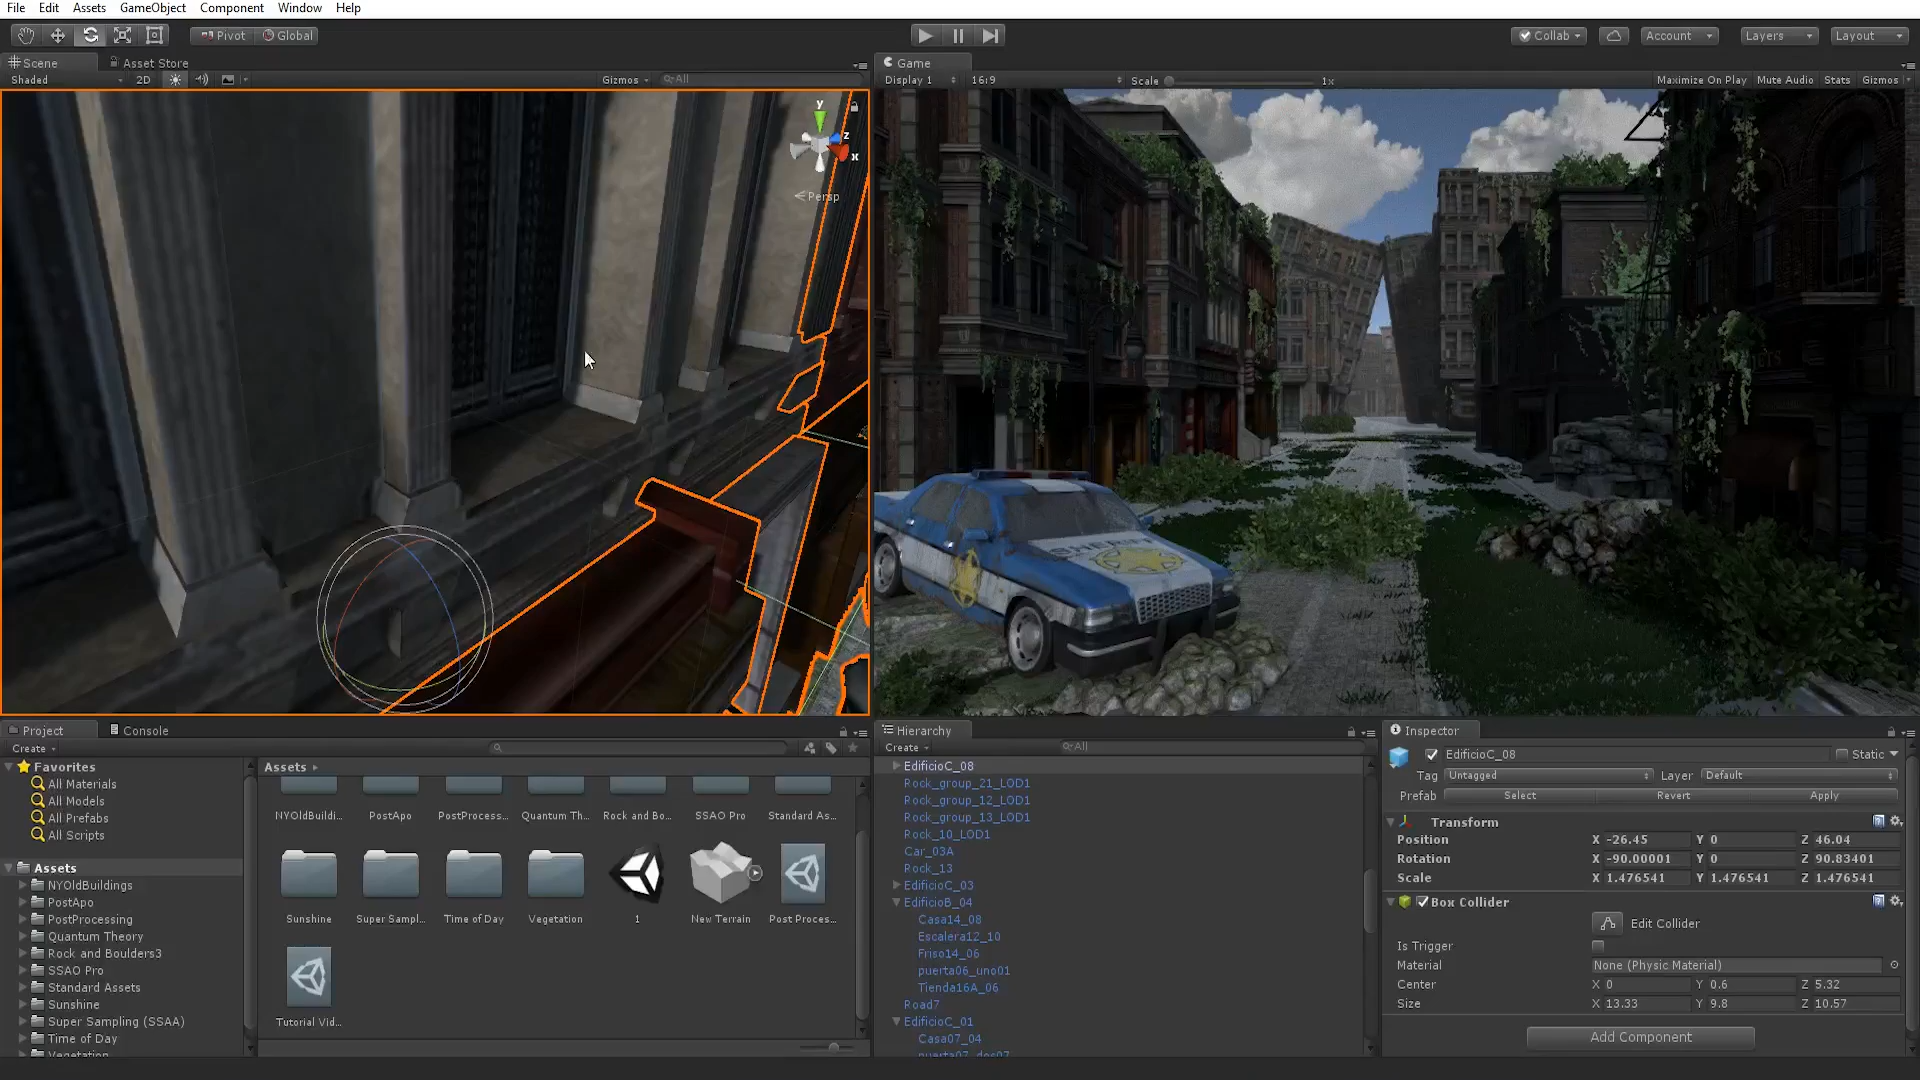 File Edit Assets GameObject Component Window Help
Pivot Global
Collab Account Layers Layout
Scene Asset Store
Shaded 2D Gizmos All
y
z
x
Persp
Game
Display 1 16:9 Scale 1x Maximize On Play Mute Audio Stats Gizmos
SHERIFF
Project Console
Create
Favorites
All Materials
All Models
All Prefabs
All Scripts
Assets
NYOldBuildings
PostApo
PostProcessing
Quantum Theory
Rock and Boulders3
SSAO Pro
Standard Assets
Sunshine
Super Sampling (SSAA)
Time of Day
Vegetation
Assets
NYOldBuildi... PostApo PostProcess... Quantum Th... Rock and Bo... SSAO Pro Standard As...
Sunshine Super Sampl... Time of Day Vegetation 1 New Terrain Post Proces...
Tutorial Vid...
Hierarchy
Create All
EdificioC_08
Rock_group_21_LOD1
Rock_group_12_LOD1
Rock_group_13_LOD1
Rock_10_LOD1
Car_03A
Rock_13
EdificioC_03
EdificioB_04
Casa14_08
Escalera12_10
Friso14_06
puerta06_uno01
Tienda16A_06
Road7
EdificioC_01
Casa07_04
puerta07_dos07
Inspector
EdificioC_08 Static
Tag Untagged Layer Default
Prefab Select Revert Apply
Transform
Position X -26.45 Y 0 Z 46.04
Rotation X -90.00001 Y 0 Z 90.83401
Scale X 1.476541 Y 1.476541 Z 1.476541
Box Collider
Edit Collider
Is Trigger
Material None (Physic Material)
Center X 0 Y 0.6 Z 5.32
Size X 13.33 Y 9.8 Z 10.57
Add Component